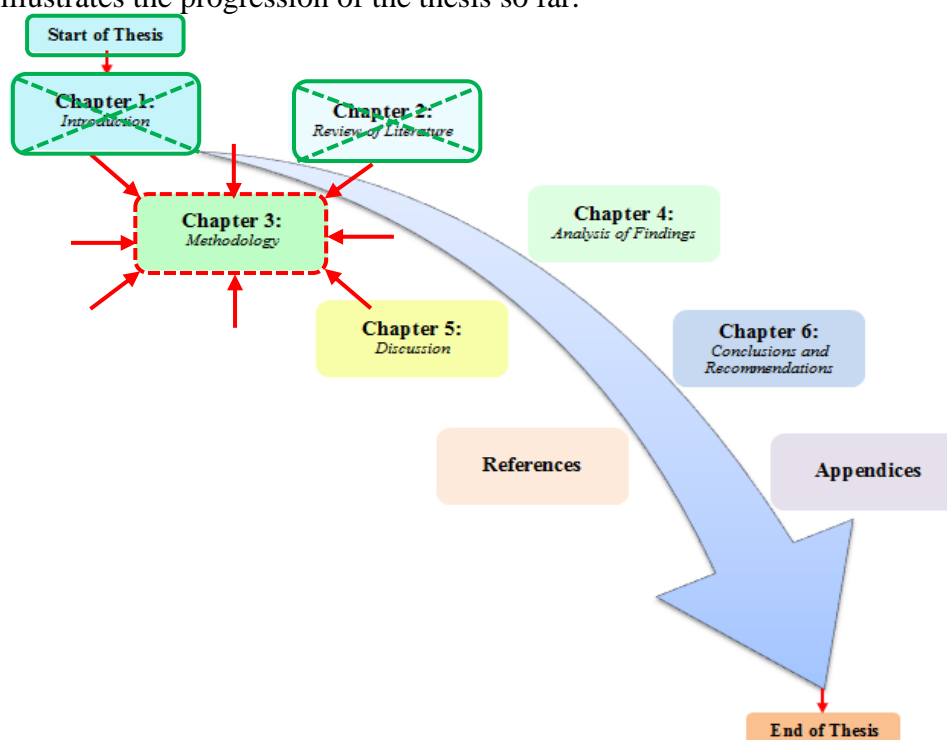 illustrates the progression of the thesis so far.
Start of Thesis
Chapter 1:
Introduction
Chapter 2:
Review of Literature
Chapter 3:
Methodology
Chapter 4:
Analysis of Findings
Chapter 5:
Discussion
Chapter 6:
Conclusions and
Recommendations
References
Appendices
End of Thesis